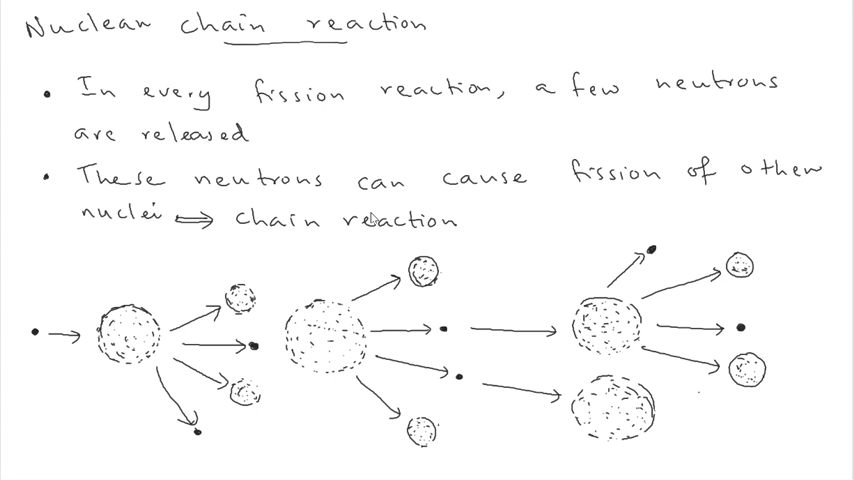 Nuclear chain reaction
• In every fission reaction, a few neutrons
are released
• These neutrons can cause fission of other
nuclei ⟹ chain reaction